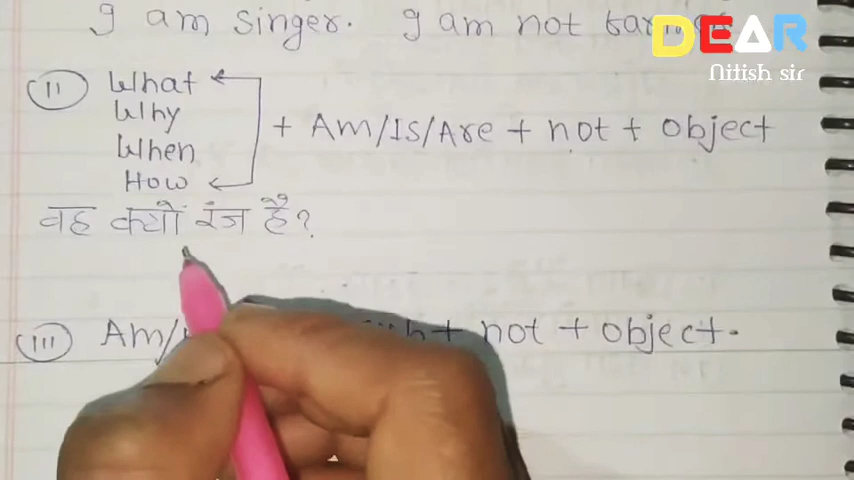 I am singer. I am not
DEAR
Nitish sir
(ii) What
Why
When
How
+ Am/Is/Are + not + object
वह क्यों रंज है?
(iii) Am/ + not + object.